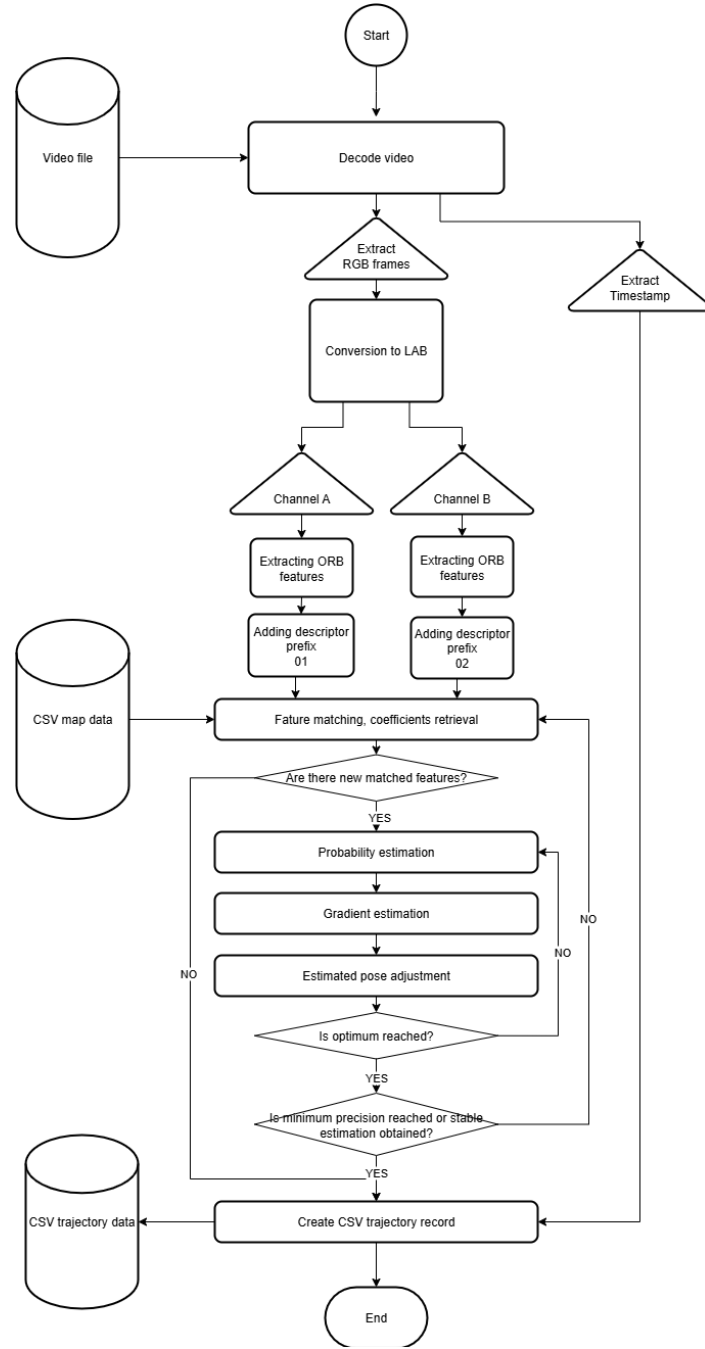 Start
Video file
Decode video
Extract
RGB frames
Extract
Timestamp
Conversion to LAB
Channel A
Channel B
Extracting ORB
features
Extracting ORB
features
Adding descriptor
prefix
01
Adding descriptor
prefix
02
CSV map data
Fature matching, coefficients retrieval
Are there new matched features?
YES
Probability estimation
Gradient estimation
NO
NO
NO
Estimated pose adjustment
Is optimum reached?
YES
Is minimum precision reached or stable
estimation obtained?
YES
CSV trajectory data
Create CSV trajectory record
End